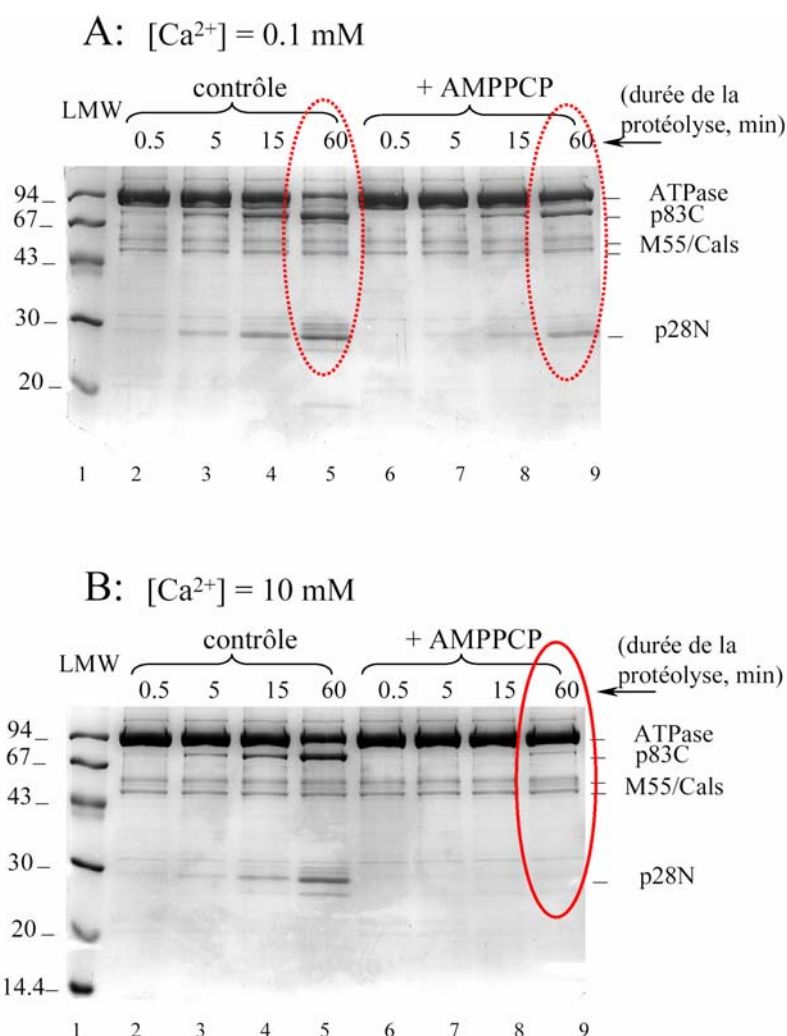 A: [Ca²⁺] = 0.1 mM
contrôle + AMPPCP (durée de la
LMW protéolyse, min)
0.5 5 15 60 0.5 5 15 60
94 ATPase
67 p83C
43 M55/Cals
30 p28N
20
1 2 3 4 5 6 7 8 9
B: [Ca²⁺] = 10 mM
contrôle + AMPPCP (durée de la
LMW protéolyse, min)
0.5 5 15 60 0.5 5 15 60
94 ATPase
67 p83C
43 M55/Cals
30 p28N
20
14.4
1 2 3 4 5 6 7 8 9